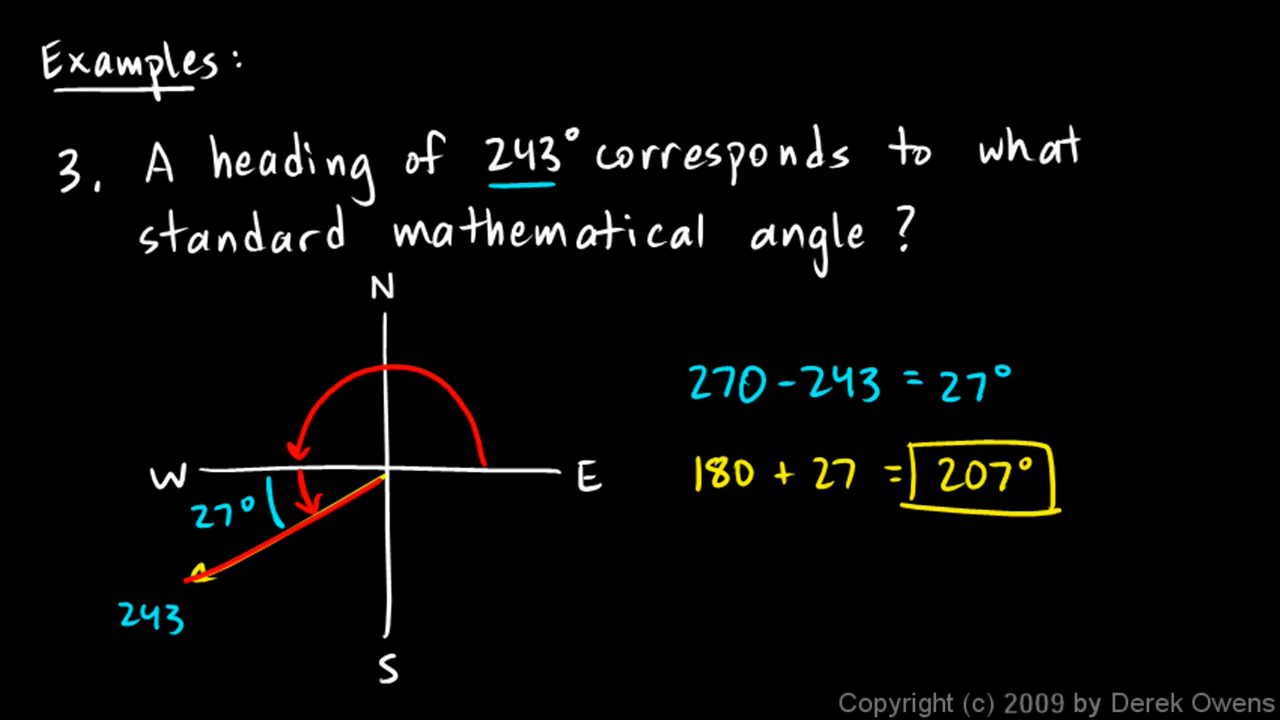 Examples:
3. A heading of 243° corresponds to what
standard mathematical angle?
N
270 - 243 = 27°
W
E
180 + 27 = 207°
27°
243
S
Copyright (c) 2009 by Derek Owens